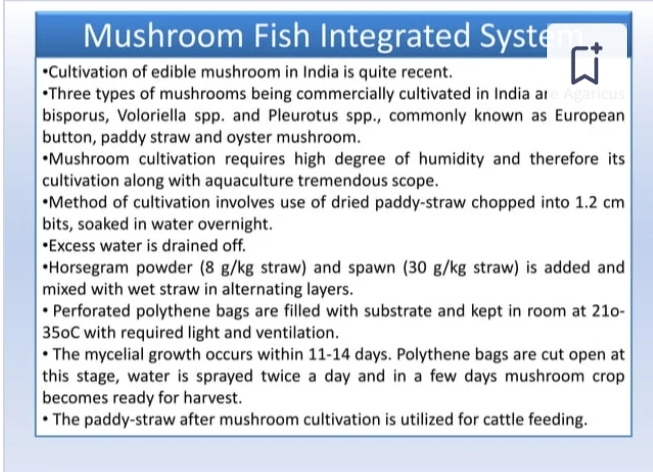 Mushroom Fish Integrated System
•Cultivation of edible mushroom in India is quite recent.
•Three types of mushrooms being commercially cultivated in India are Agaricus
bisporus, Voloriella spp. and Pleurotus spp., commonly known as European
button, paddy straw and oyster mushroom.
•Mushroom cultivation requires high degree of humidity and therefore its
cultivation along with aquaculture tremendous scope.
•Method of cultivation involves use of dried paddy-straw chopped into 1.2 cm
bits, soaked in water overnight.
•Excess water is drained off.
•Horsegram powder (8 g/kg straw) and spawn (30 g/kg straw) is added and
mixed with wet straw in alternating layers.
• Perforated polythene bags are filled with substrate and kept in room at 21o-
35oC with required light and ventilation.
• The mycelial growth occurs within 11-14 days. Polythene bags are cut open at
this stage, water is sprayed twice a day and in a few days mushroom crop
becomes ready for harvest.
• The paddy-straw after mushroom cultivation is utilized for cattle feeding.